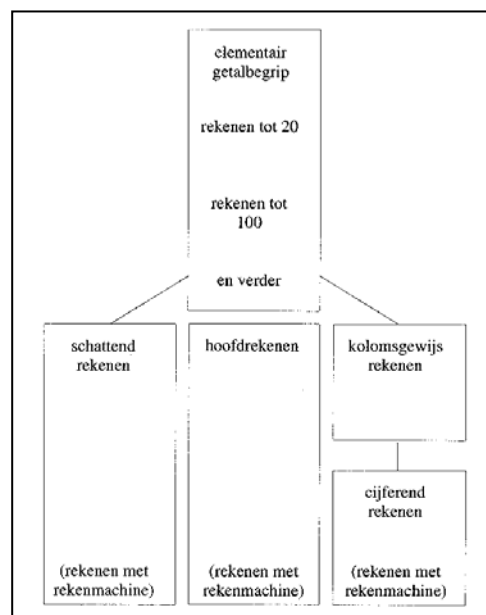 elementair
getalbegrip
rekenen tot 20
rekenen tot
100
en verder
schattend
rekenen
(rekenen met
rekenmachine)
hoofdrekenen
(rekenen met
rekenmachine)
kolomsgewijs
rekenen
cijferend
rekenen
(rekenen met
rekenmachine)